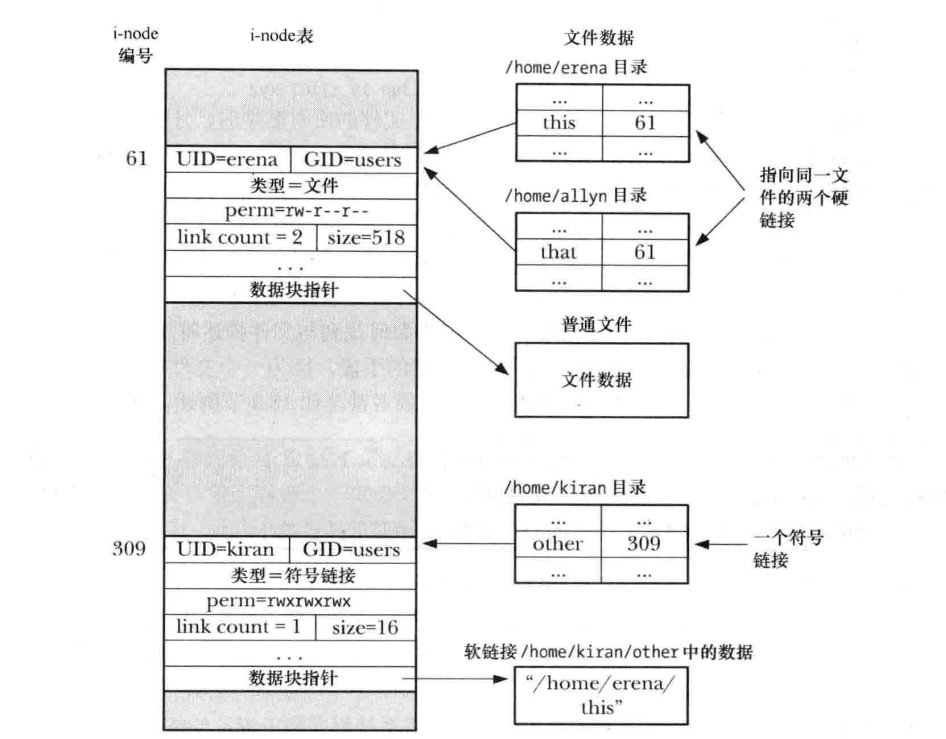 i-node
编号
i-node表
文件数据
/home/erena 目录
... ...
this 61
... ...
61
UID=erena GID=users
类型＝文件
perm=rw-r--r--
link count = 2 size=518
...
数据块指针
指向同一文
件的两个硬
链接
/home/allyn 目录
... ...
that 61
... ...
普通文件
文件数据
/home/kiran 目录
... ...
other 309
... ...
一个符号
链接
309
UID=kiran GID=users
类型＝符号链接
perm=rwxrwxrwx
link count = 1 size=16
...
数据块指针
软链接 /home/kiran/other 中的数据
“/home/erena/
this”